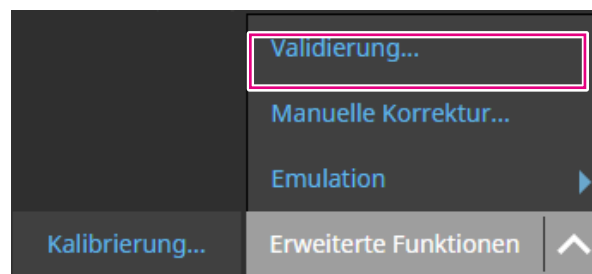 Validierung...
Manuelle Korrektur...
Emulation
Kalibrierung... Erweiterte Funktionen